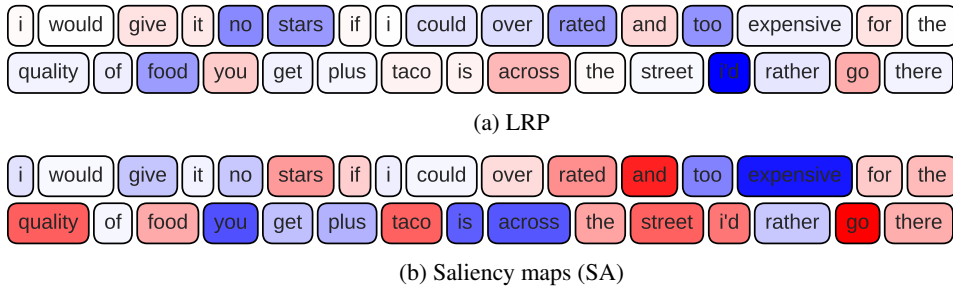 i would give it no stars if i could over rated and too expensive for the
quality of food you get plus taco is across the street i'd rather go there
(a) LRP
i would give it no stars if i could over rated and too expensive for the
quality of food you get plus taco is across the street i'd rather go there
(b) Saliency maps (SA)